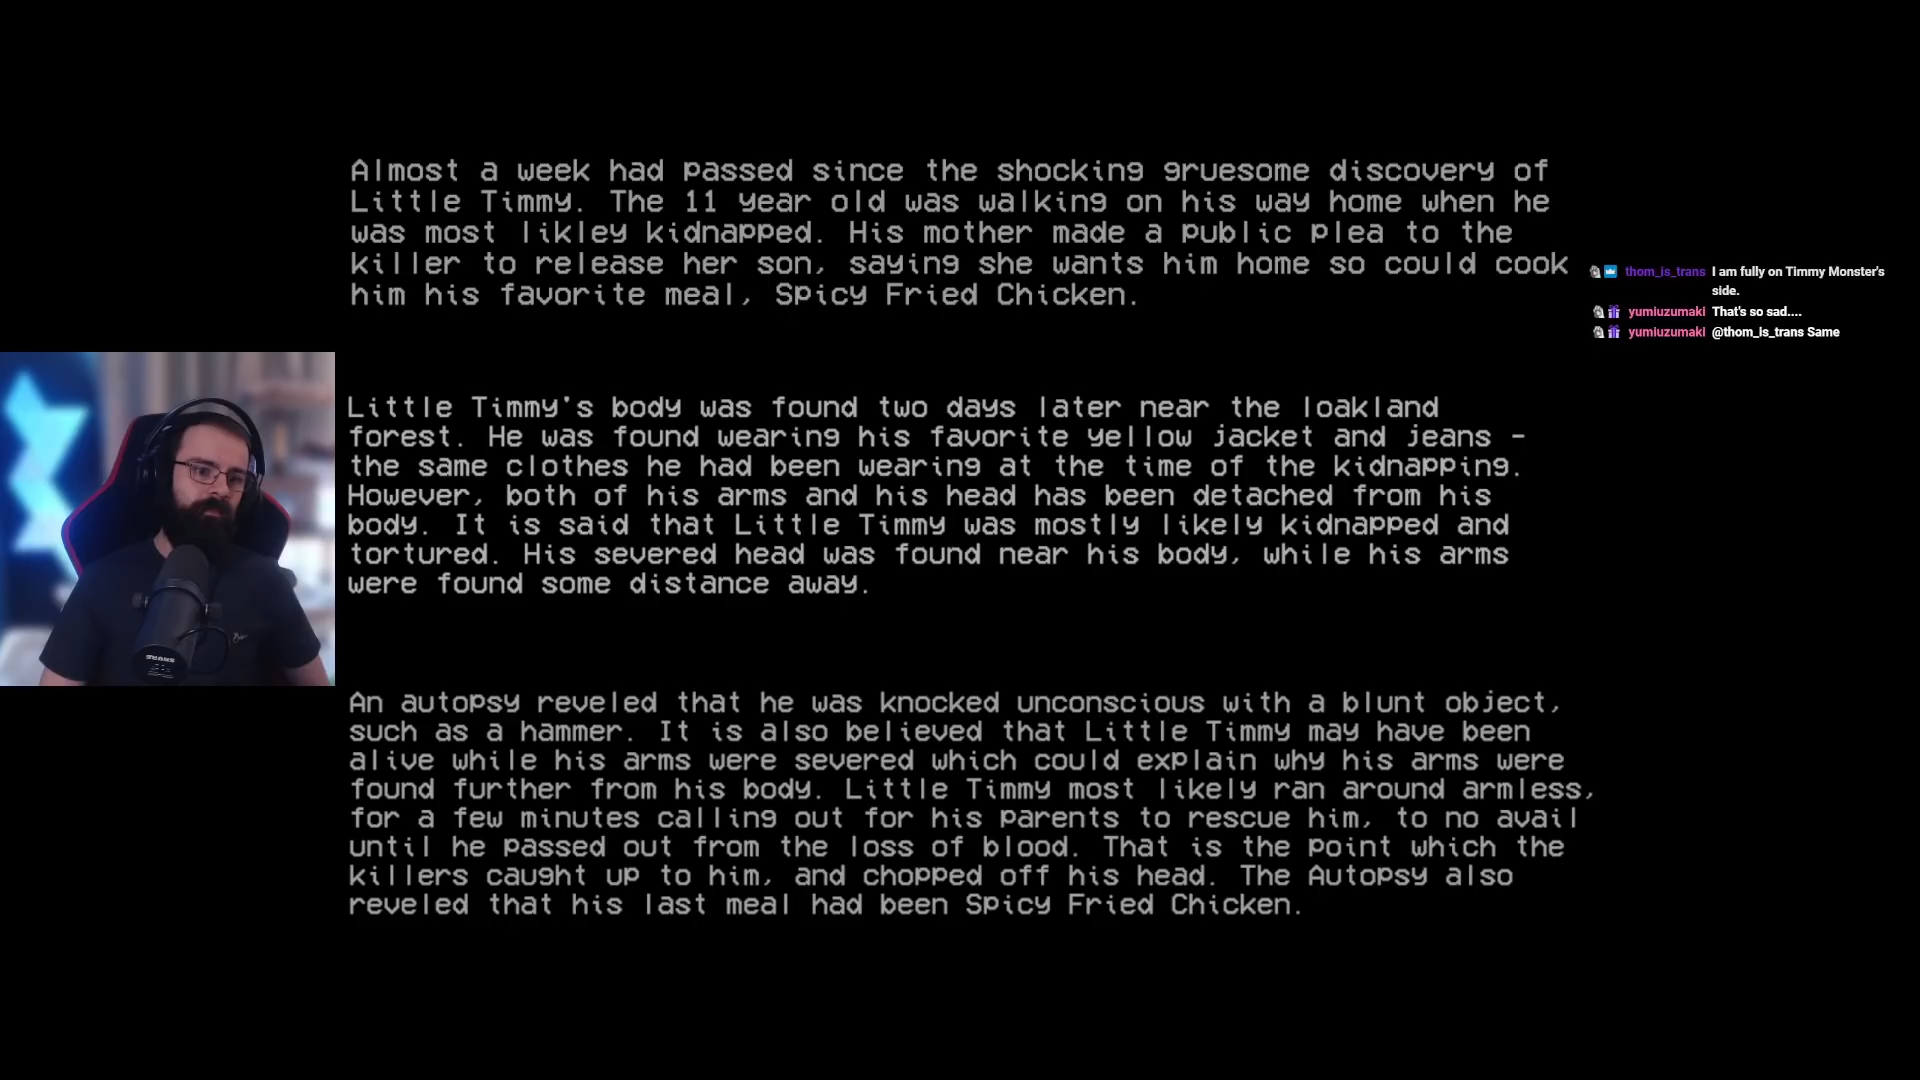 Almost a week had passed since the shocking gruesome discovery of
Little Timmy. The 11 year old was walking on his way home when he
was most likley kidnapped. His mother made a public plea to the
killer to release her son, saying she wants him home so could cook
him his favorite meal, Spicy Fried Chicken.
thom_is_trans I am fully on Timmy Monster's
side.
yumiuzumaki That's so sad....
yumiuzumaki @thom_is_trans Same
Little Timmy's body was found two days later near the loakland
forest. He was found wearing his favorite yellow jacket and jeans -
the same clothes he had been wearing at the time of the kidnapping.
However, both of his arms and his head has been detached from his
body. It is said that Little Timmy was mostly likely kidnapped and
tortured. His severed head was found near his body, while his arms
were found some distance away.
An autopsy reveled that he was knocked unconscious with a blunt object,
such as a hammer. It is also believed that Little Timmy may have been
alive while his arms were severed which could explain why his arms were
found further from his body. Little Timmy most likely ran around armless,
for a few minutes calling out for his parents to rescue him, to no avail
until he passed out from the loss of blood. That is the point which the
killers caught up to him, and chopped off his head. The Autopsy also
reveled that his last meal had been Spicy Fried Chicken.